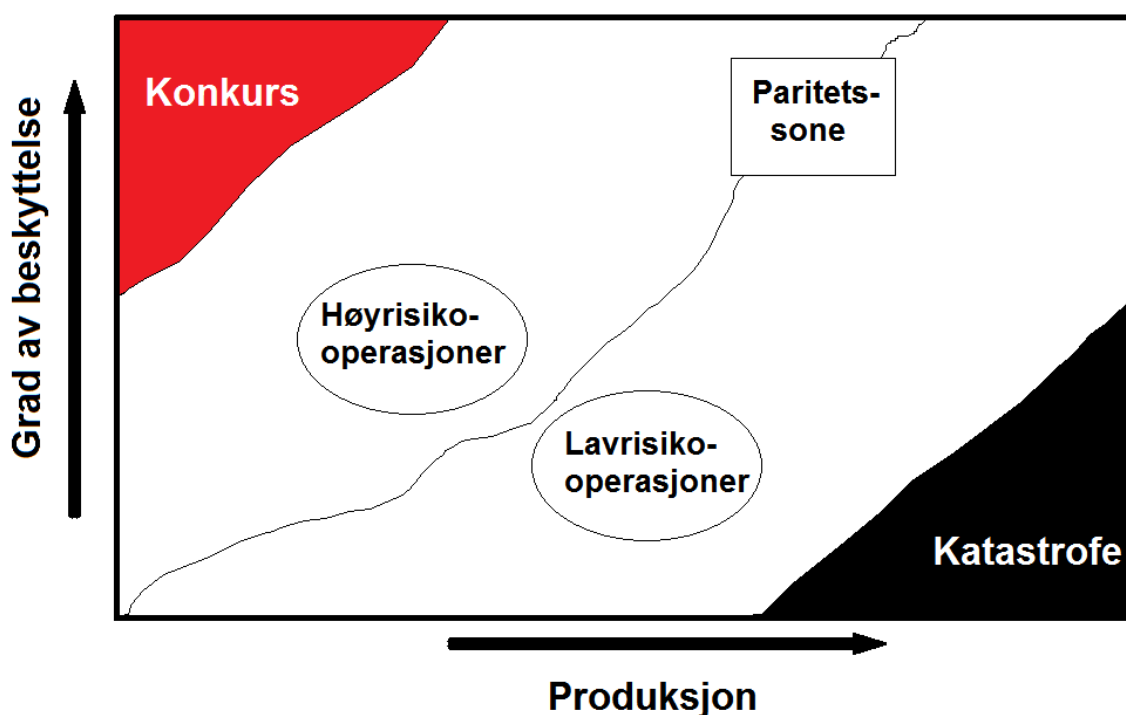 Konkurs
Paritets-
sone
Grad av beskyttelse
Høyrisiko-
operasjoner
Lavrisiko-
operasjoner
Katastrofe
Produksjon